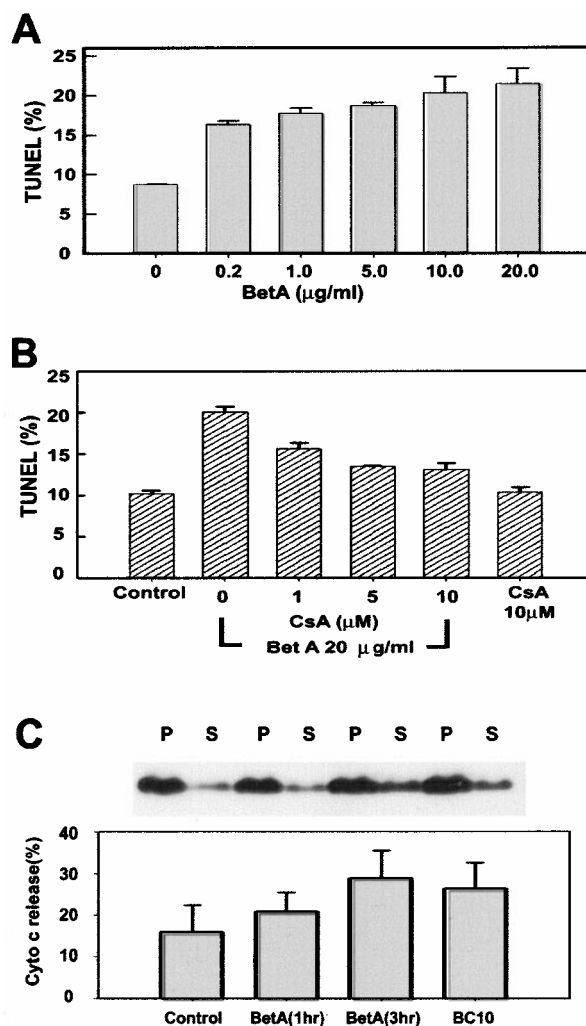 A
TUNEL (%)
25
20
15
10
5
0
0 0.2 1.0 5.0 10.0 20.0
BetA (μg/ml)
B
TUNEL (%)
25
20
15
10
5
0
Control 0 1 5 10 CsA
CsA (μM) 10μM
Bet A 20 μg/ml
C
P S P S P S P S
Cyto c release(%)
40
30
20
10
0
Control BetA(1hr) BetA(3hr) BC10